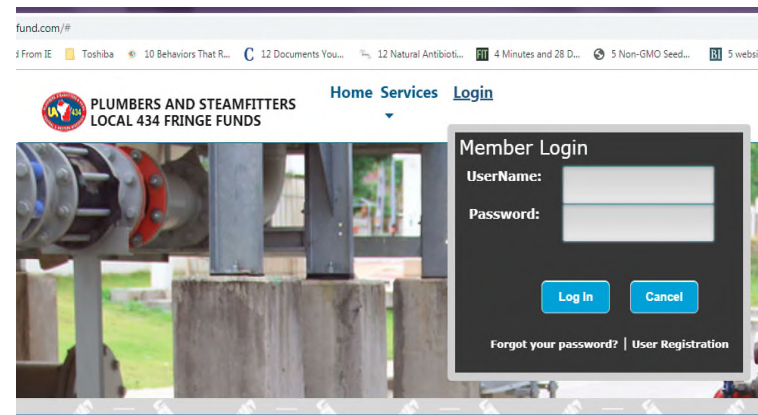 fund.com/#
d From IE Toshiba 10 Behaviors That R... 12 Documents You... 12 Natural Antibioti... 4 Minutes and 28 D... 5 Non-GMO Seed... 5 websi
Home Services Login
PLUMBERS AND STEAMFITTERS
LOCAL 434 FRINGE FUNDS
UA 434
Member Login
UserName:
Password:
Log In Cancel
Forgot your password? | User Registration